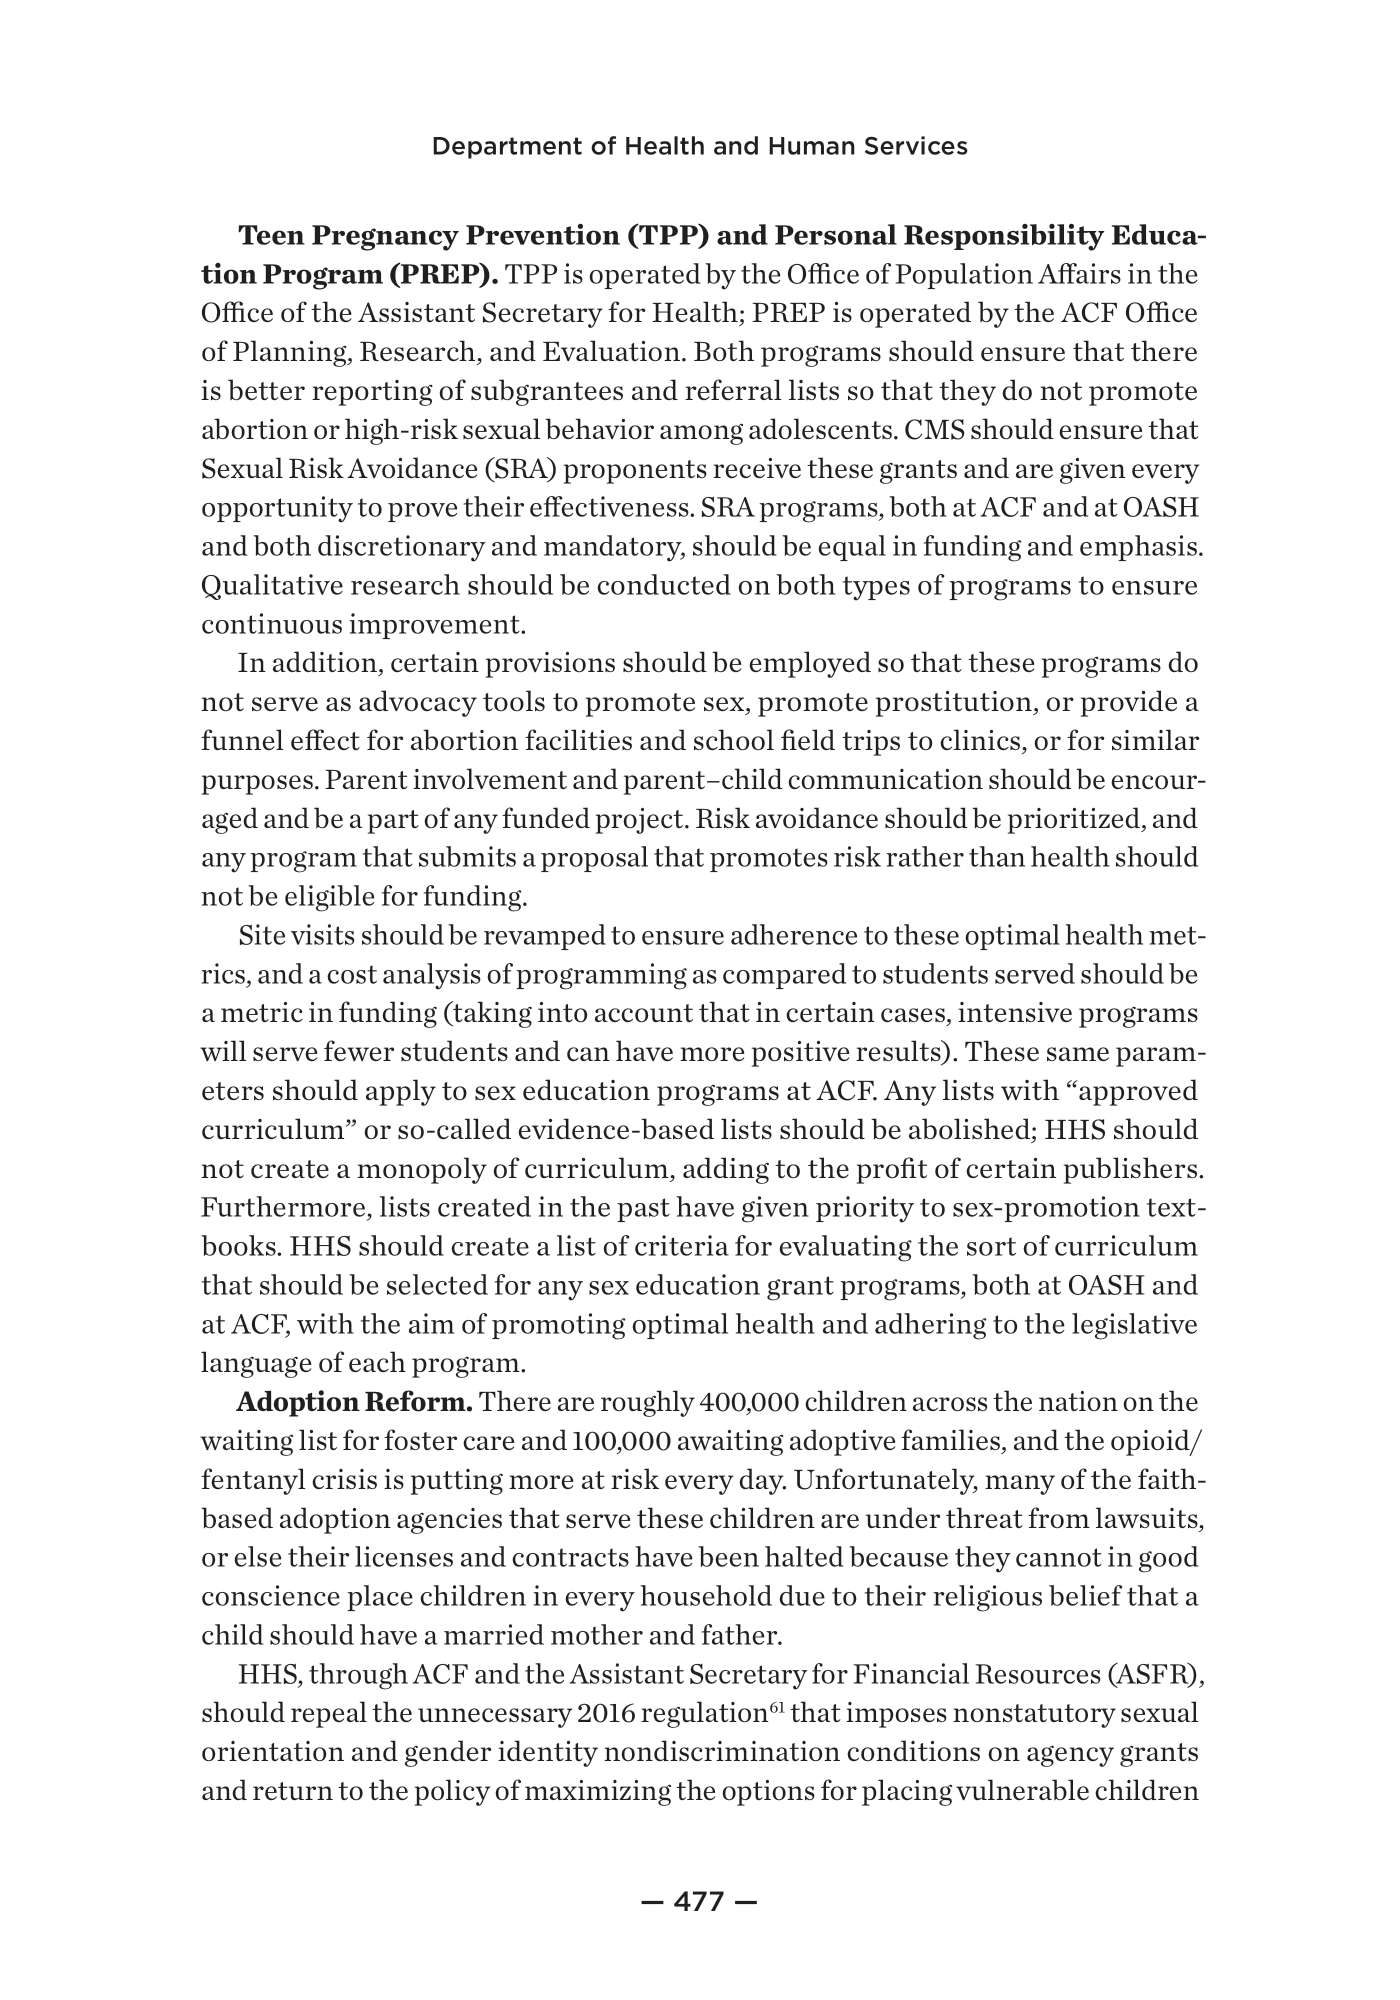 Department of Health and Human Services
Teen Pregnancy Prevention (TPP) and Personal Responsibility Educa-
tion Program (PREP). TPP is operated by the Office of Population Affairs in the
Office of the Assistant Secretary for Health; PREP is operated by the ACF Office
of Planning, Research, and Evaluation. Both programs should ensure that there
is better reporting of subgrantees and referral lists so that they do not promote
abortion or high-risk sexual behavior among adolescents. CMS should ensure that
Sexual Risk Avoidance (SRA) proponents receive these grants and are given every
opportunity to prove their effectiveness. SRA programs, both at ACF and at OASH
and both discretionary and mandatory, should be equal in funding and emphasis.
Qualitative research should be conducted on both types of programs to ensure
continuous improvement.
In addition, certain provisions should be employed so that these programs do
not serve as advocacy tools to promote sex, promote prostitution, or provide a
funnel effect for abortion facilities and school field trips to clinics, or for similar
purposes. Parent involvement and parent–child communication should be encour-
aged and be a part of any funded project. Risk avoidance should be prioritized, and
any program that submits a proposal that promotes risk rather than health should
not be eligible for funding.
Site visits should be revamped to ensure adherence to these optimal health met-
rics, and a cost analysis of programming as compared to students served should be
a metric in funding (taking into account that in certain cases, intensive programs
will serve fewer students and can have more positive results). These same param-
eters should apply to sex education programs at ACF. Any lists with “approved
curriculum” or so-called evidence-based lists should be abolished; HHS should
not create a monopoly of curriculum, adding to the profit of certain publishers.
Furthermore, lists created in the past have given priority to sex-promotion text-
books. HHS should create a list of criteria for evaluating the sort of curriculum
that should be selected for any sex education grant programs, both at OASH and
at ACF, with the aim of promoting optimal health and adhering to the legislative
language of each program.
Adoption Reform. There are roughly 400,000 children across the nation on the
waiting list for foster care and 100,000 awaiting adoptive families, and the opioid/
fentanyl crisis is putting more at risk every day. Unfortunately, many of the faith-
based adoption agencies that serve these children are under threat from lawsuits,
or else their licenses and contracts have been halted because they cannot in good
conscience place children in every household due to their religious belief that a
child should have a married mother and father.
HHS, through ACF and the Assistant Secretary for Financial Resources (ASFR),
should repeal the unnecessary 2016 regulation61 that imposes nonstatutory sexual
orientation and gender identity nondiscrimination conditions on agency grants
and return to the policy of maximizing the options for placing vulnerable children
— 477 —